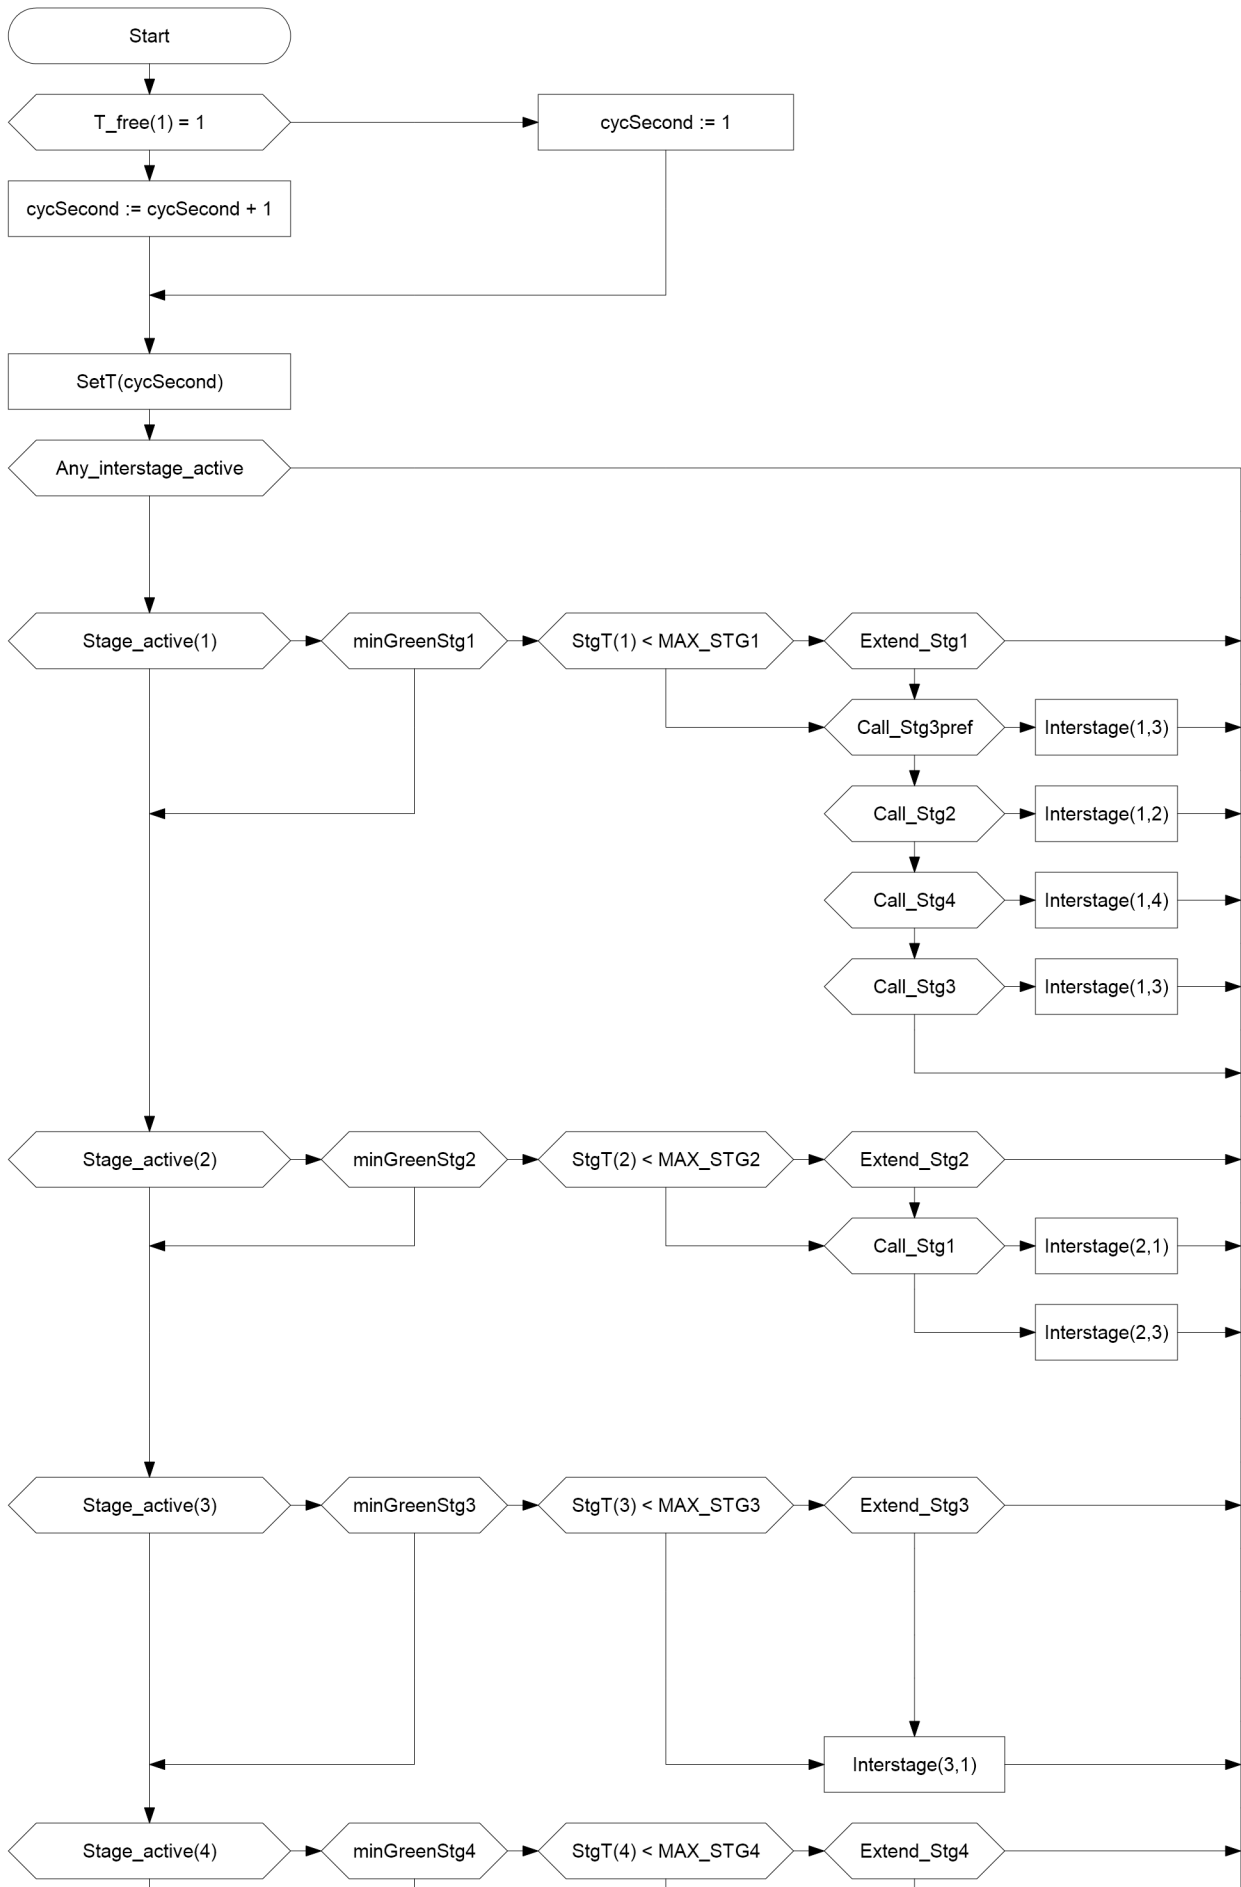 Start
T_free(1) = 1
cycSecond := 1
cycSecond := cycSecond + 1
SetT(cycSecond)
Any_interstage_active
Stage_active(1)
minGreenStg1
StgT(1) < MAX_STG1
Extend_Stg1
Call_Stg3pref
Interstage(1,3)
Call_Stg2
Interstage(1,2)
Call_Stg4
Interstage(1,4)
Call_Stg3
Interstage(1,3)
Stage_active(2)
minGreenStg2
StgT(2) < MAX_STG2
Extend_Stg2
Call_Stg1
Interstage(2,1)
Interstage(2,3)
Stage_active(3)
minGreenStg3
StgT(3) < MAX_STG3
Extend_Stg3
Interstage(3,1)
Stage_active(4)
minGreenStg4
StgT(4) < MAX_STG4
Extend_Stg4